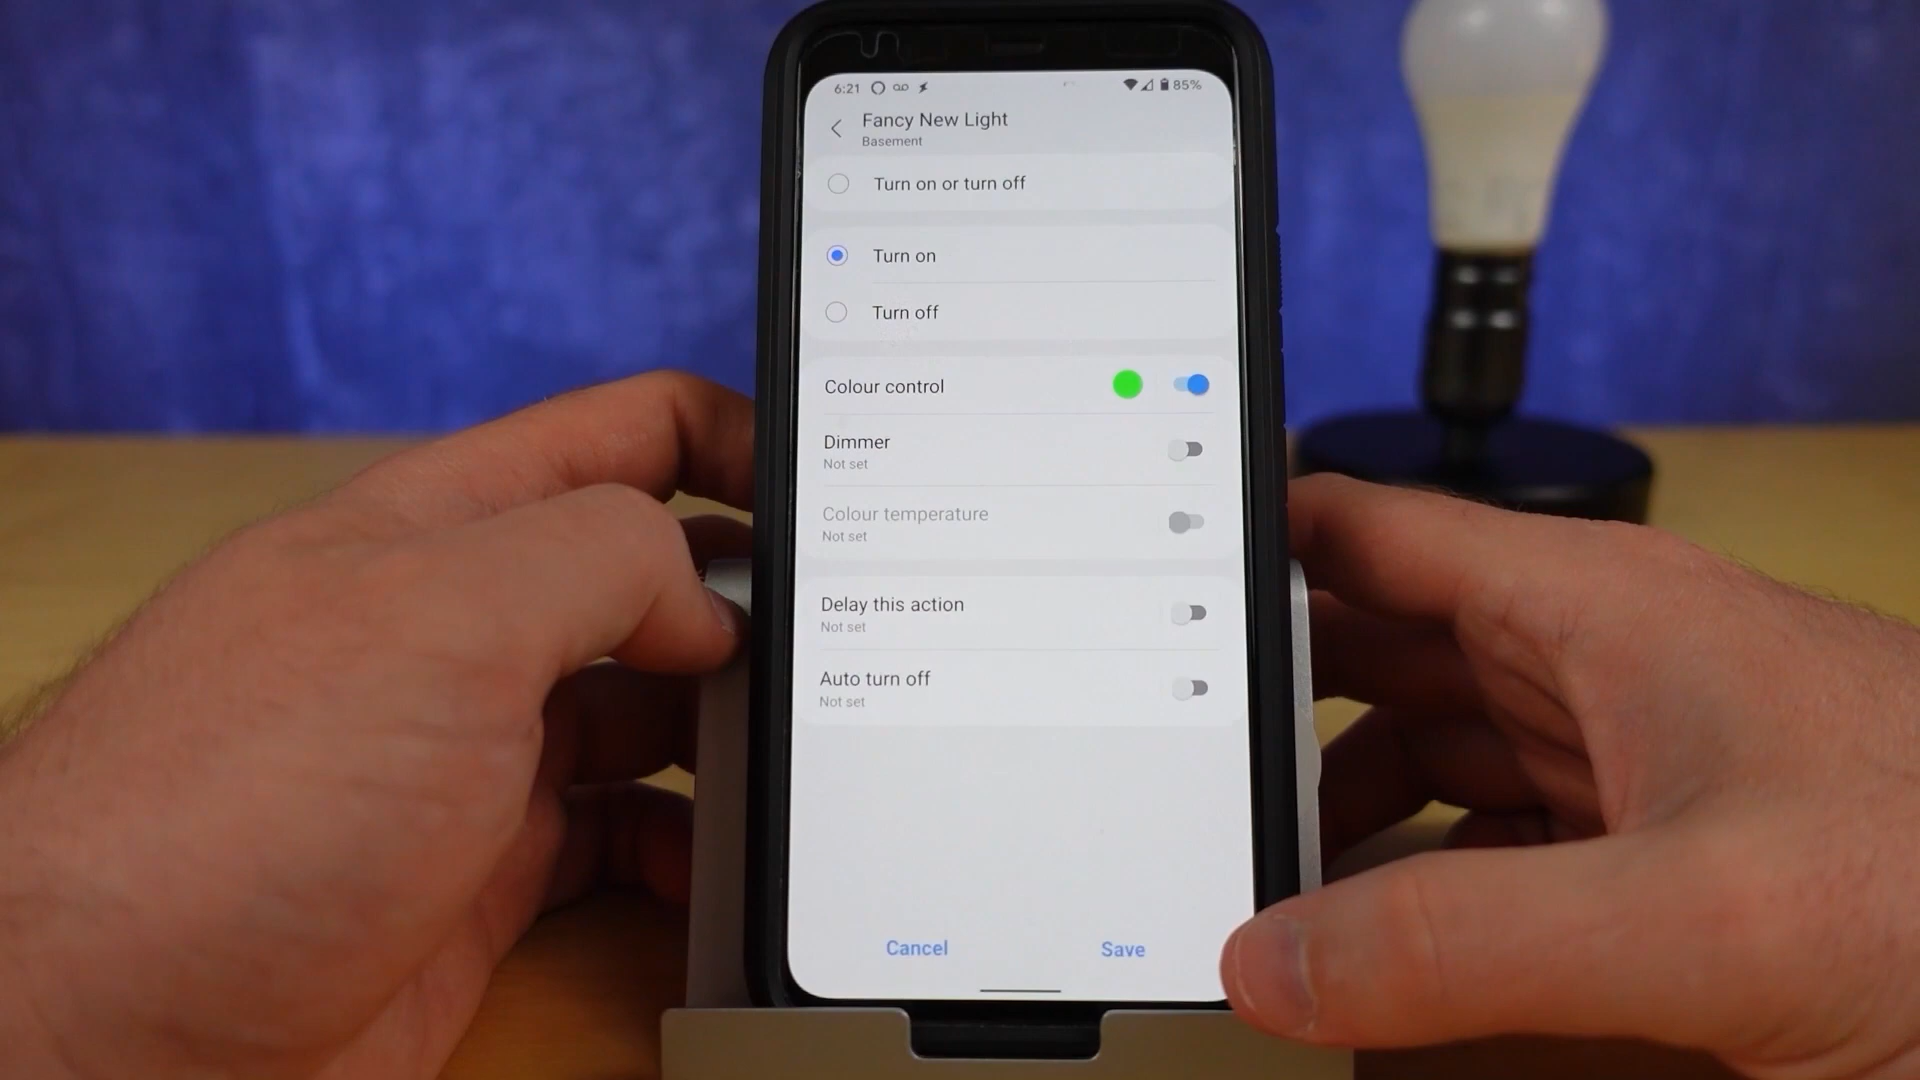 6:21
85%
Fancy New Light
Basement
Turn on or turn off
Turn on
Turn off
Colour control
Dimmer
Not set
Colour temperature
Not set
Delay this action
Not set
Auto turn off
Not set
Cancel
Save